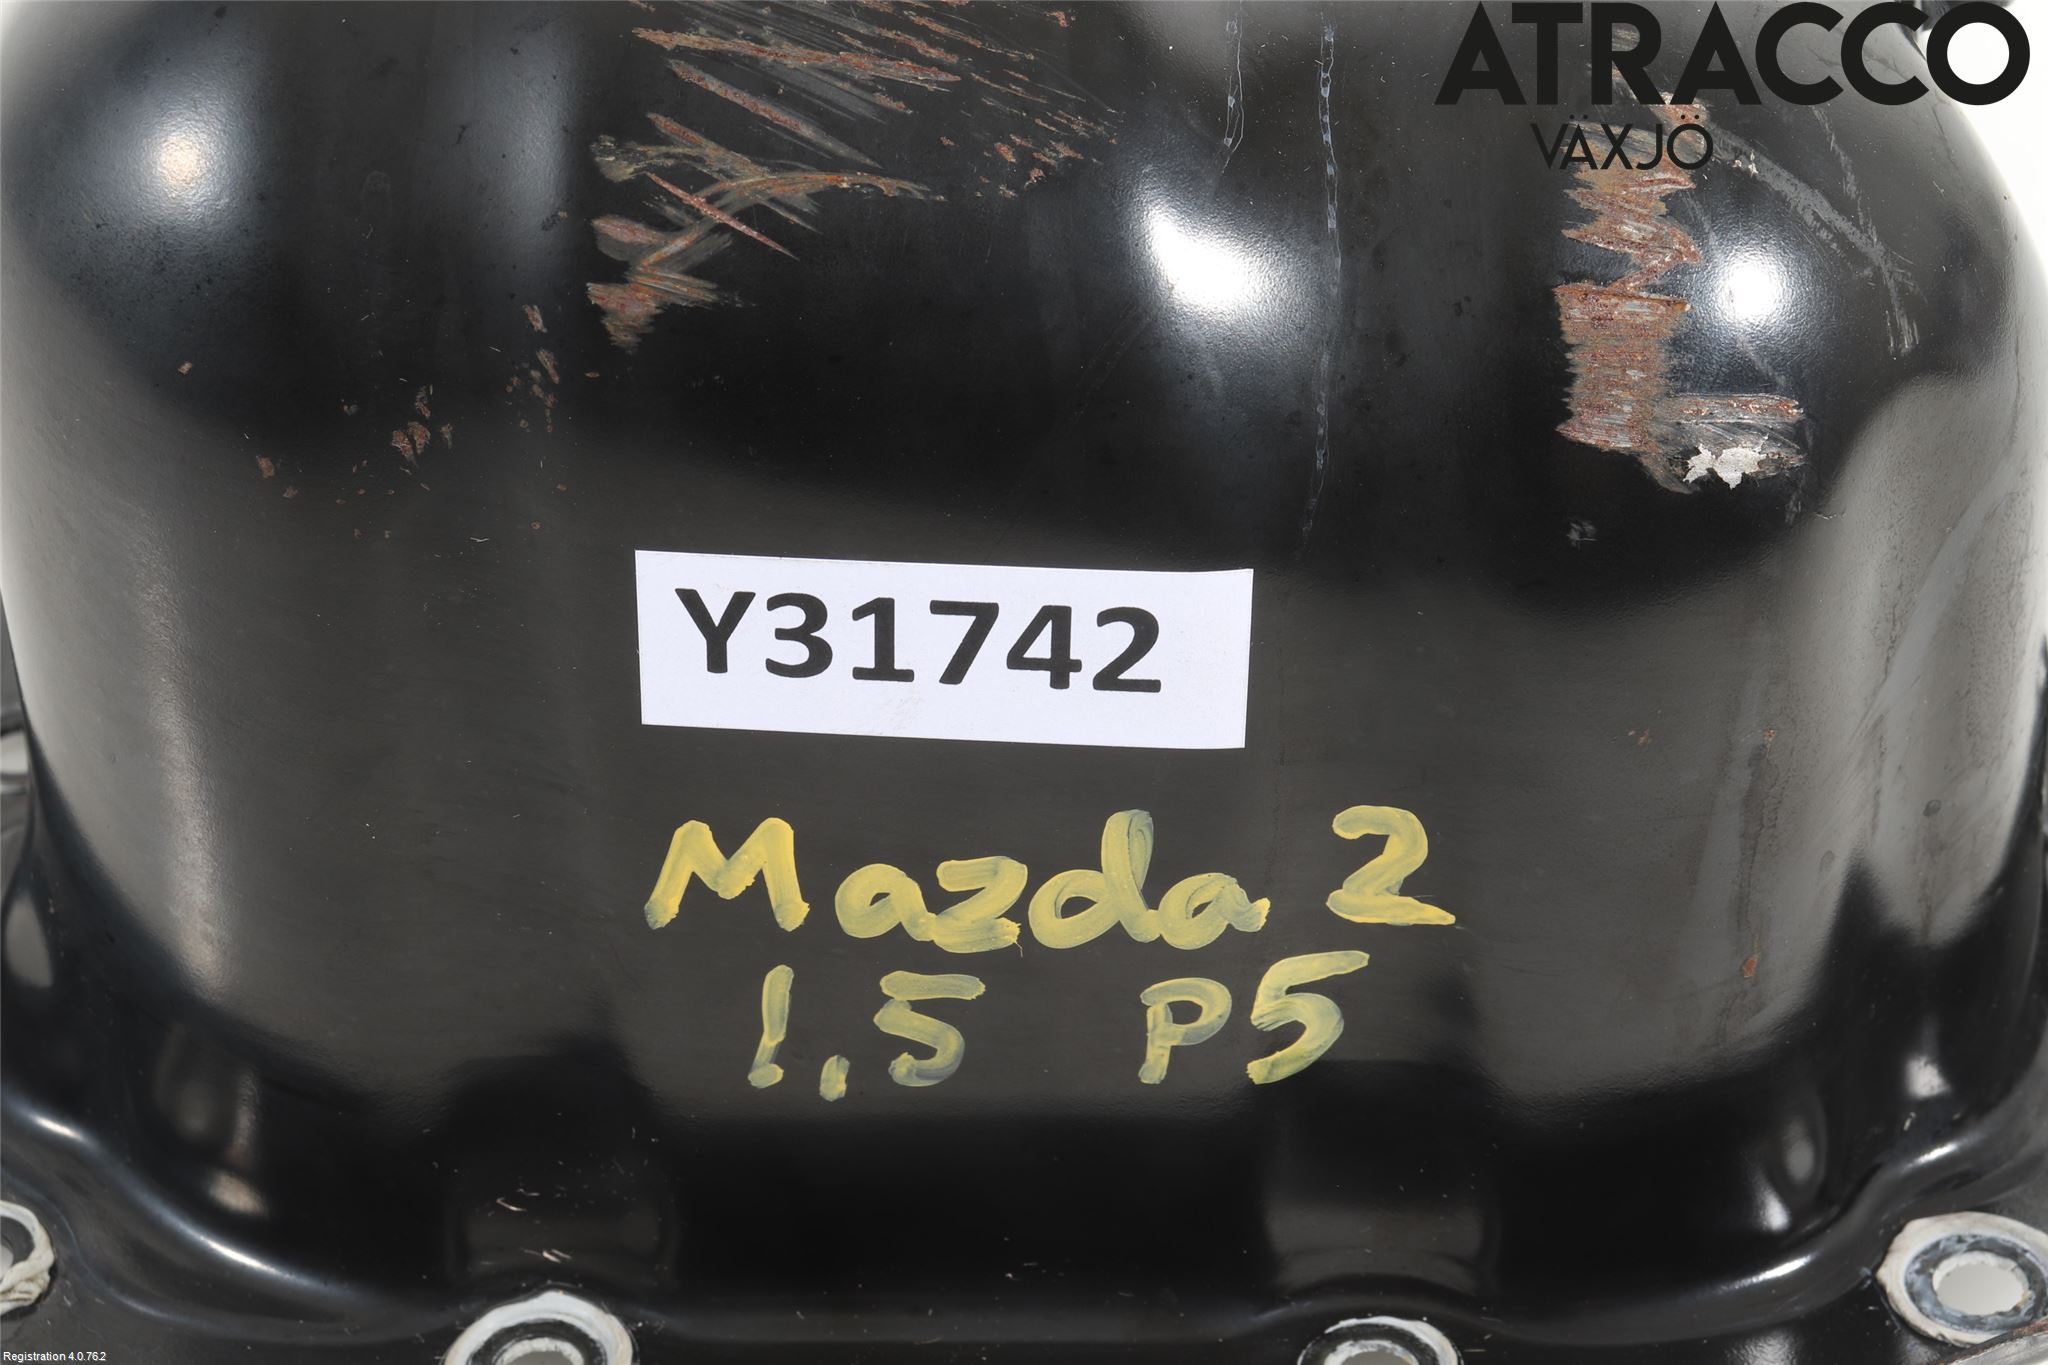 ATRACCO
VÄXJÖ
Y31742
Mazda 2
1,5 P5
Registration 4.0.76.2